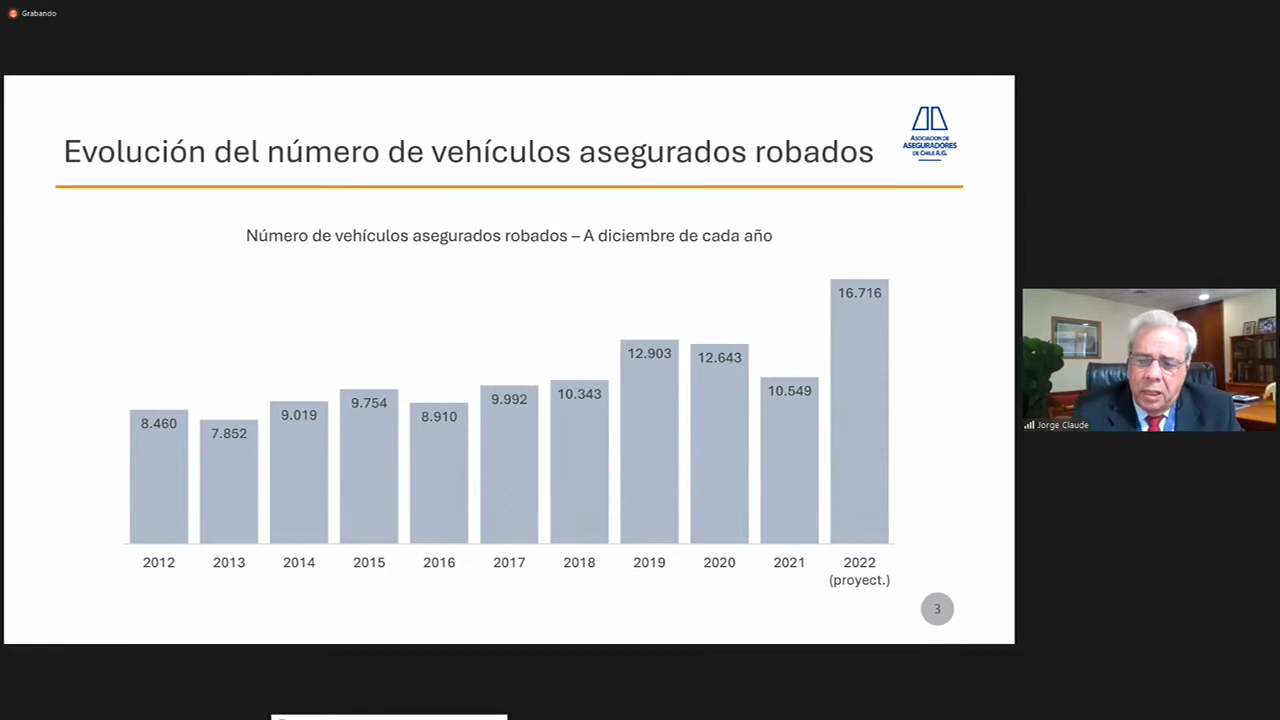 Grabando
Evolución del número de vehículos asegurados robados
ASOCIACION DE
ASEGURADORES
DE CHILE A.G.
Número de vehículos asegurados robados – A diciembre de cada año
8.460
7.852
9.019
9.754
8.910
9.992
10.343
12.903
12.643
10.549
16.716
2012
2013
2014
2015
2016
2017
2018
2019
2020
2021
2022
(proyect.)
3
Jorge Claude